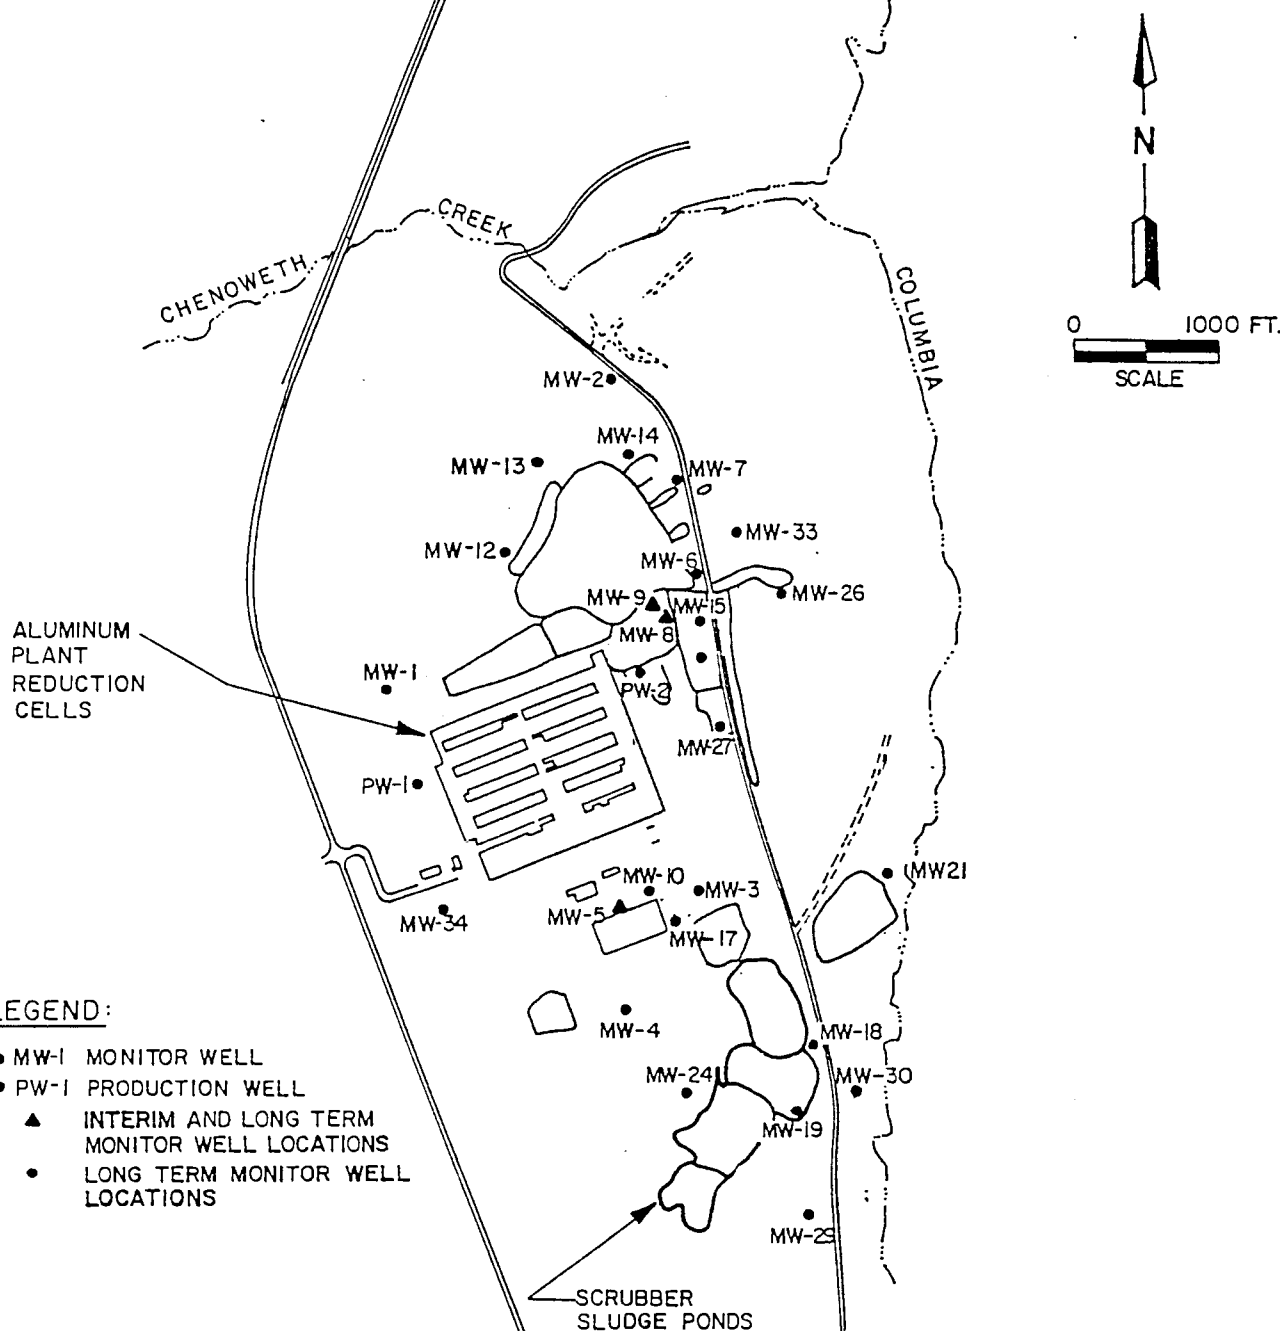 N
0 1000 FT.
SCALE
CHENOWETH CREEK
COLUMBIA
MW-2
MW-14
MW-13
MW-7
MW-33
MW-12
MW-6
MW-26
MW-9
MW-15
MW-8
ALUMINUM
PLANT
REDUCTION
CELLS
MW-1
PW-2
MW-27
PW-1
MW-10
MW-3
MW21
MW-34
MW-5
MW-17
MW-4
MW-18
MW-24
MW-30
MW-19
MW-29
SCRUBBER
SLUDGE PONDS
LEGEND:
MW-1 MONITOR WELL
PW-1 PRODUCTION WELL
INTERIM AND LONG TERM
MONITOR WELL LOCATIONS
LONG TERM MONITOR WELL
LOCATIONS